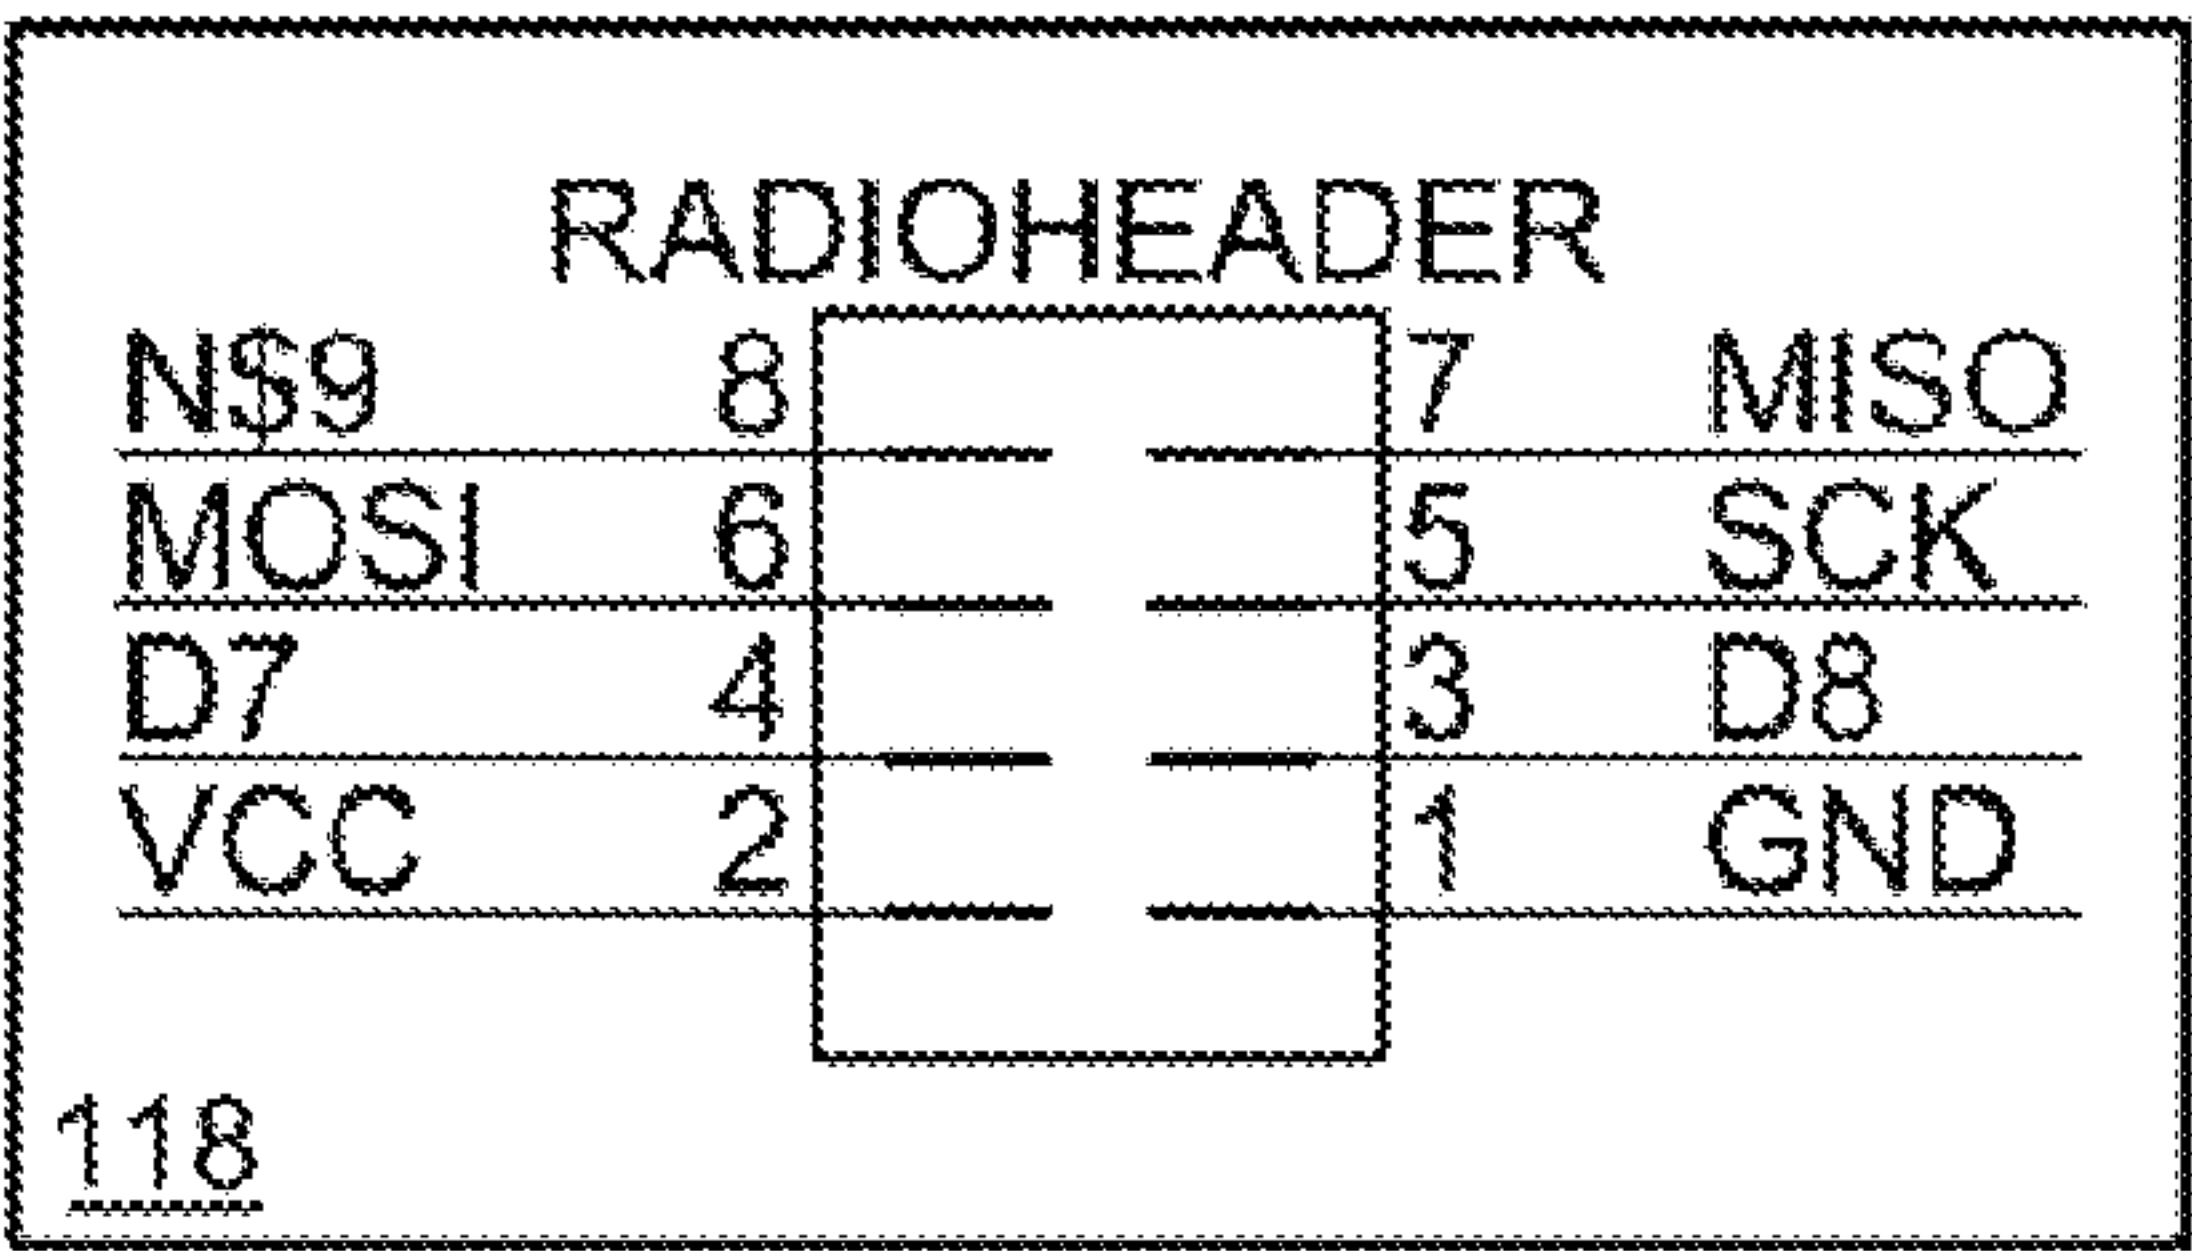 RADIOHEADER
N$9 8 7 MISO
MOSI 6 5 SCK
D7 4 3 D8
VCC 2 1 GND
118